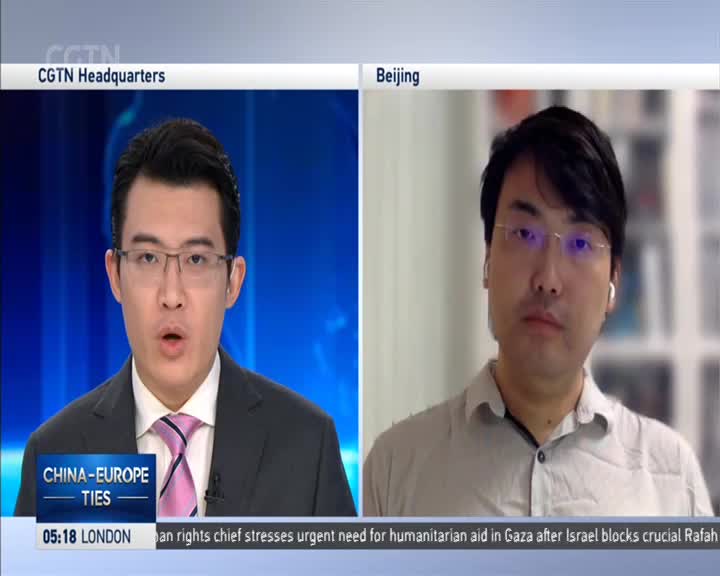 CGTN
CGTN Headquarters
Beijing
CHINA-EUROPE
TIES
05:18 LONDON
rights chief stresses urgent need for humanitarian aid in Gaza after Israel blocks crucial Rafah